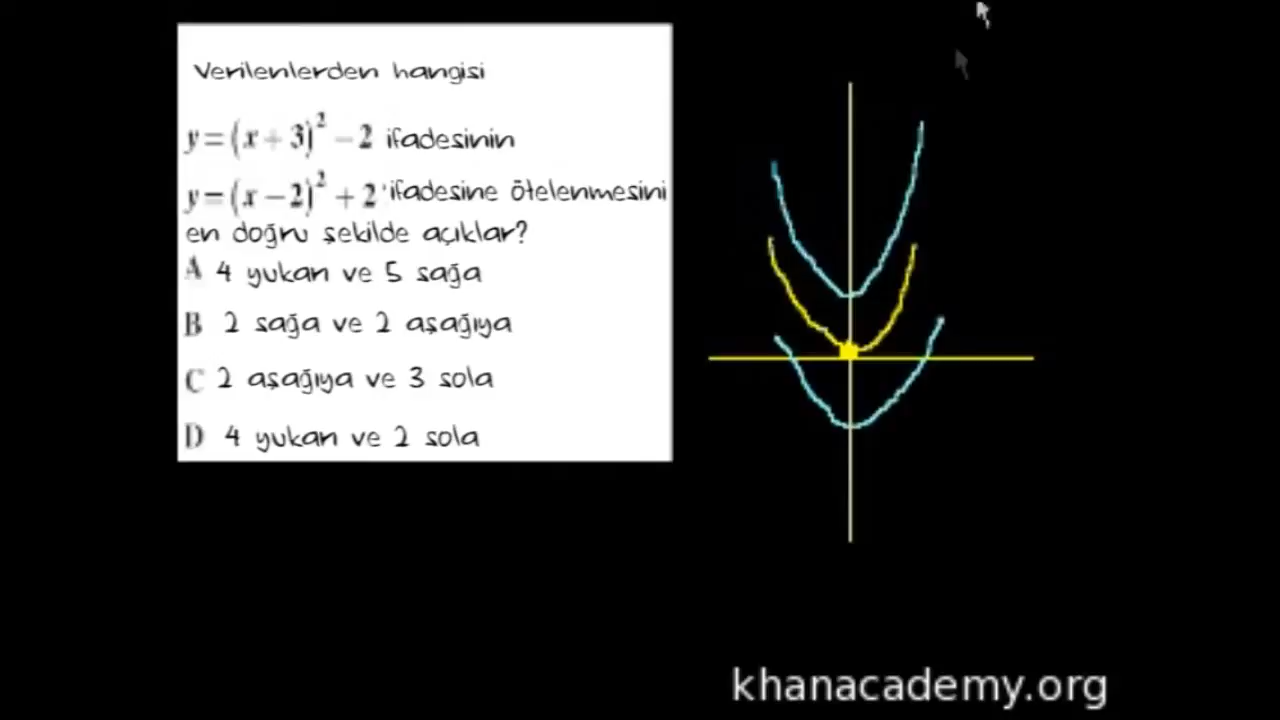 Verilenlerden hangisi
y=(x+3)² −2 ifadesinin
y=(x−2)² +2 ifadesine ötelenmesini
en doğru şekilde açıklar?
A 4 yukarı ve 5 sağa
B 2 sağa ve 2 aşağıya
C 2 aşağıya ve 3 sola
D 4 yukarı ve 2 sola
khanacademy.org